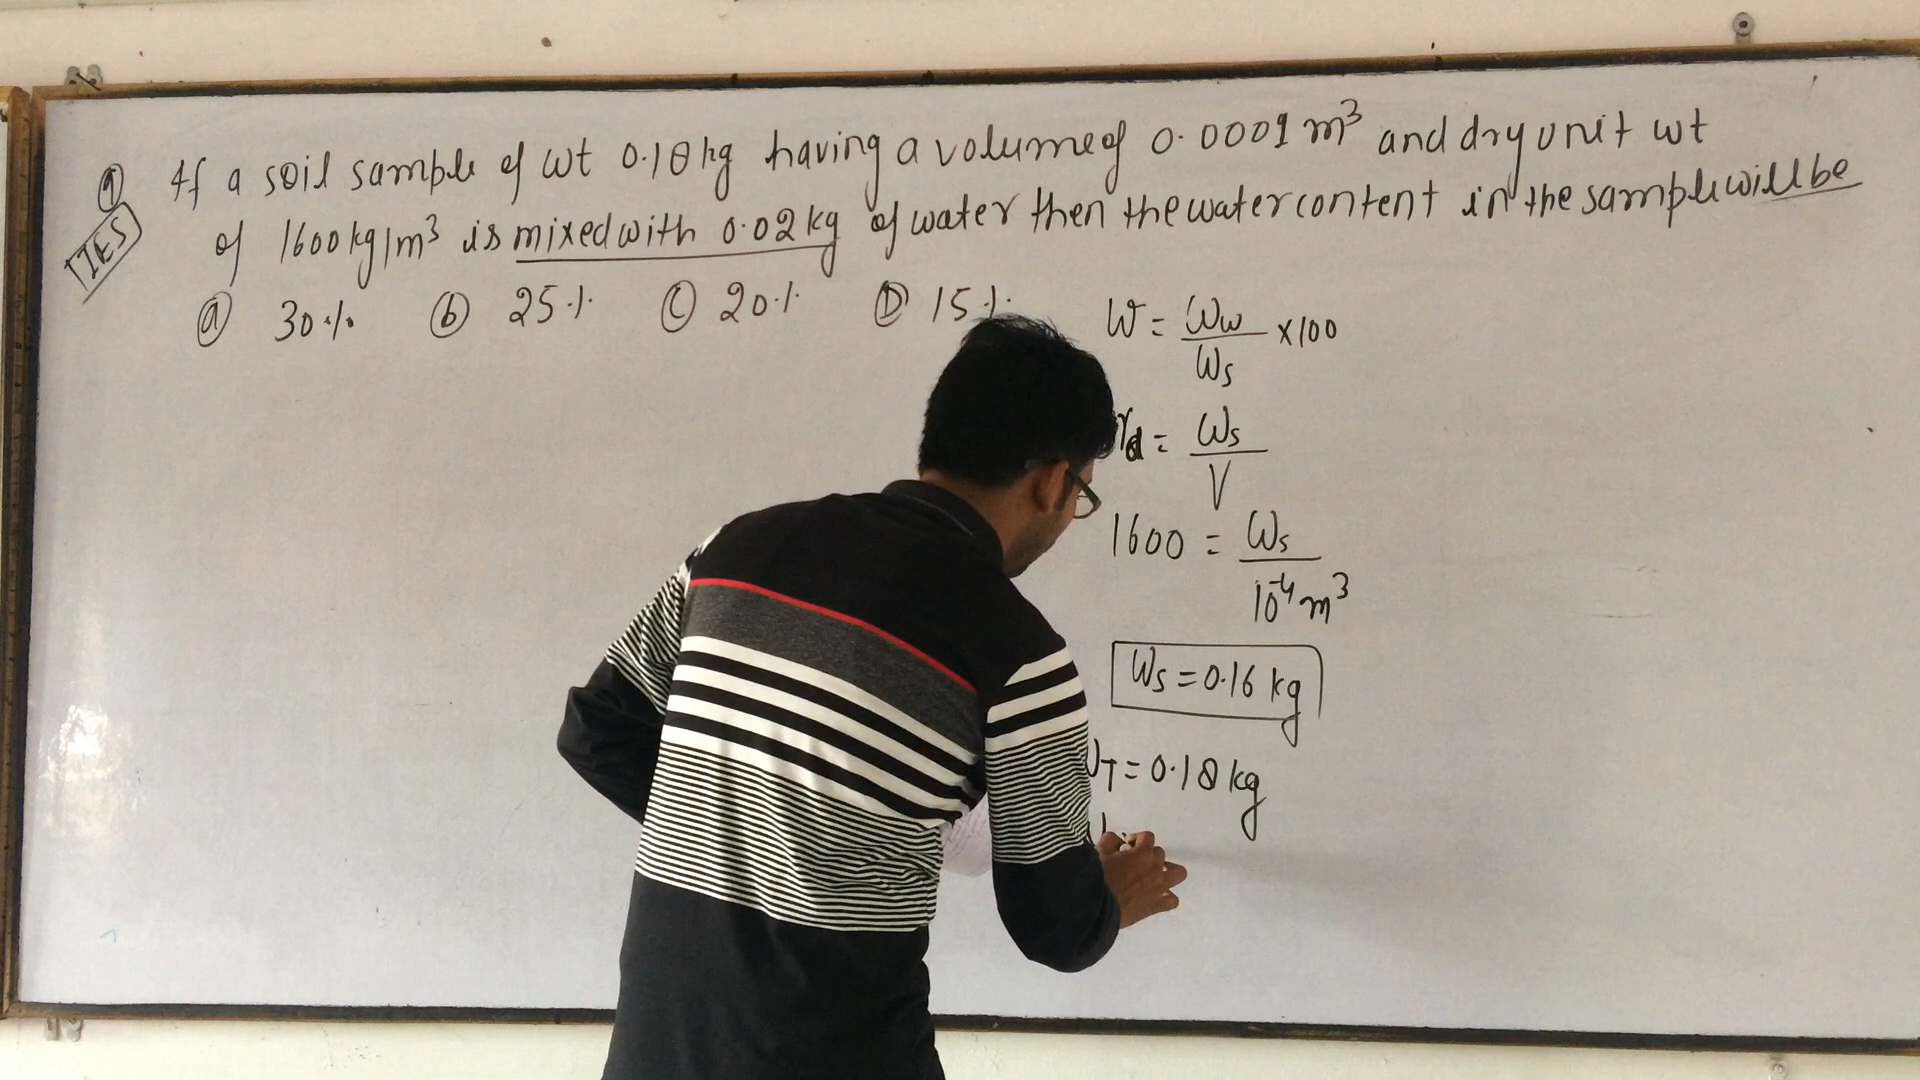 Q If a soil sample of wt 0.18 kg having a volume of 0.0001 m³ and dry unit wt
IES
of 1600 kg/m³ is mixed with 0.02 kg of water then the water content in the sample will be
a 30% b 25% C 20% D 15%
W = Ww/Ws × 100
γd = Ws/V
1600 = Ws/10⁻⁴ m³
Ws = 0.16 kg
T = 0.18 kg